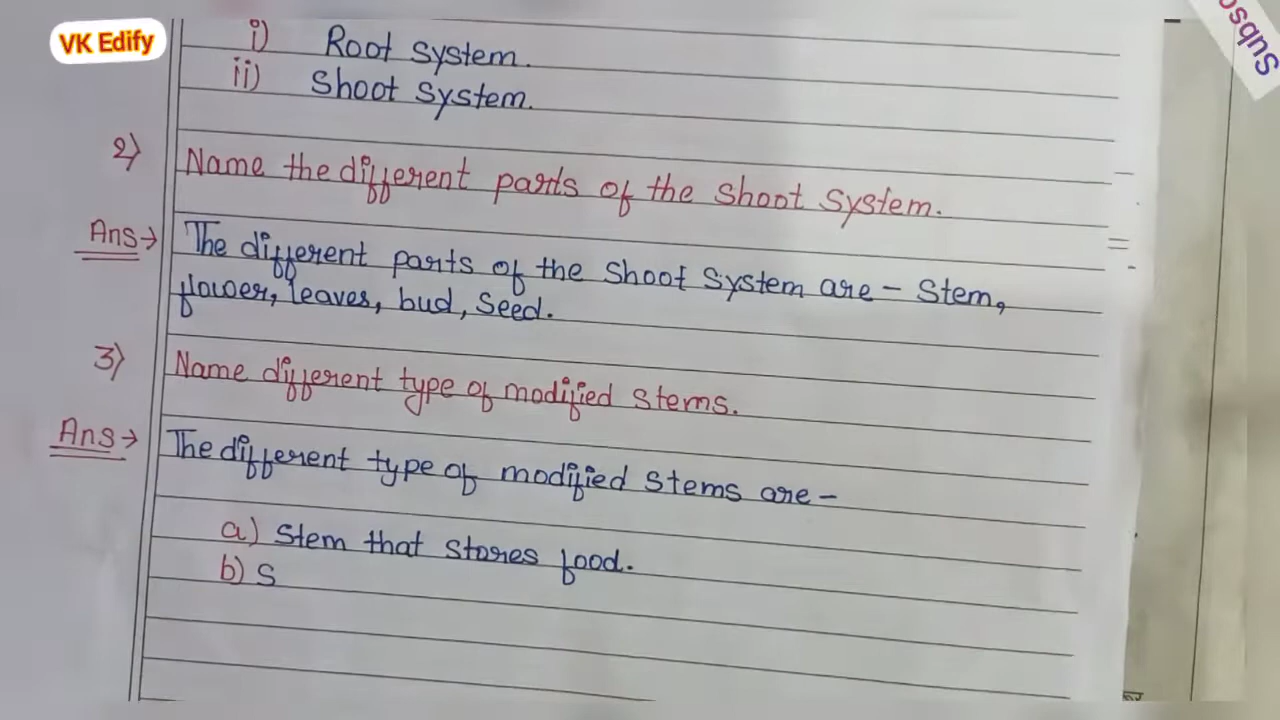 VK Edify
Subsc
i) Root System.
ii) Shoot System.
2) Name the different parts of the Shoot System.
Ans→ The different parts of the Shoot System are - Stem,
flower, leaves, bud, Seed.
3) Name different type of modified Stems.
Ans→ The different type of modified Stems are -
a) Stem that Stores food.
b) S